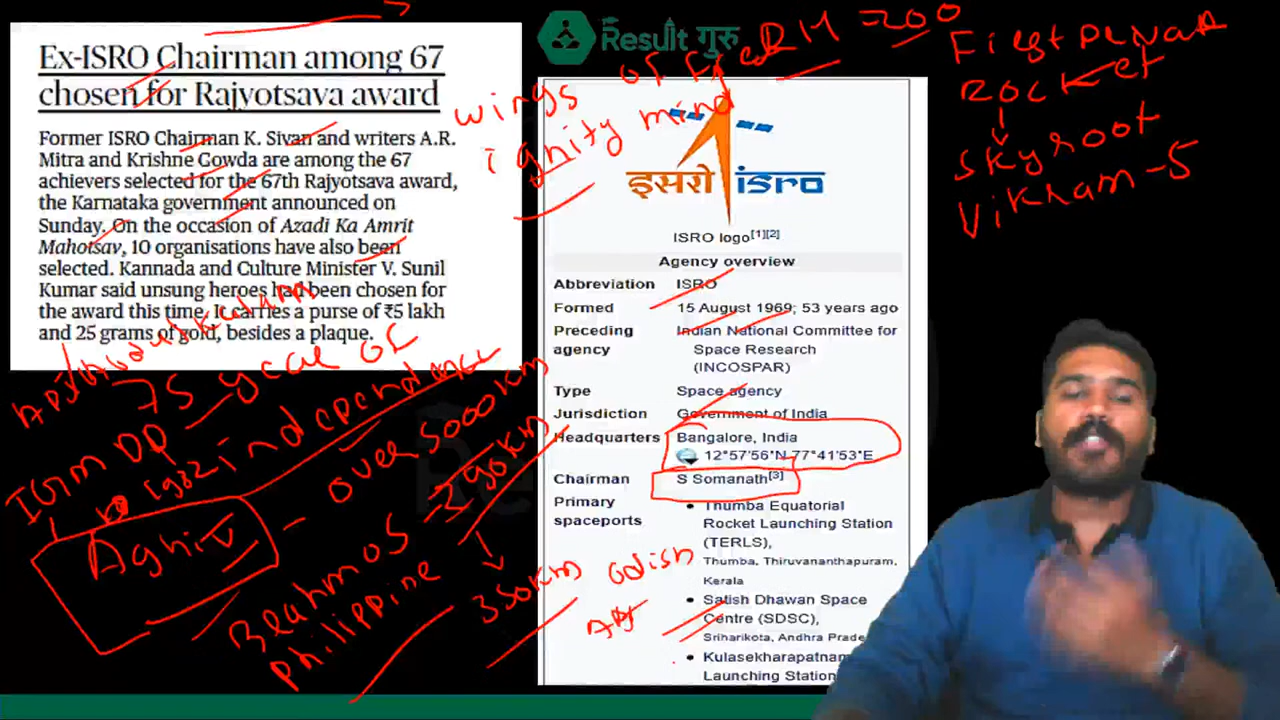 Ex-ISRO Chairman among 67
chosen for Rajyotsava award
Former ISRO Chairman K. Sivan and writers A.R.
Mitra and Krishne Gowda are among the 67
achievers selected for the 67th Rajyotsava award,
the Karnataka government announced on
Sunday. On the occasion of Azadi Ka Amrit
Mahotsav, 10 organisations have also been
selected. Kannada and Culture Minister V. Sunil
Kumar said unsung heroes had been chosen for
the award this time. It carries a purse of ₹5 lakh
and 25 grams of gold, besides a plaque.
Result गुरू
इसरो isro
ISRO logo[1][2]
Agency overview
Abbreviation ISRO
Formed 15 August 1969; 53 years ago
Preceding agency Indian National Committee for
Space Research
(INCOSPAR)
Type Space agency
Jurisdiction Government of India
Headquarters Bangalore, India
12°57'56"N 77°41'53"E
Chairman S Somanath[3]
Primary spaceports • Thumba Equatorial
Rocket Launching Station
(TERLS),
Thumba, Thiruvananthapuram,
Kerala
• Satish Dhawan Space
Centre (SDSC),
Sriharikota, Andhra Prade
• Kulasekharapatnam
Launching Station
wings of
ignity mind
=200
First
Rocket
Skyroot
Vikram-S
75 year of
independence
IGMDP
1982
Agni V
over 5000km
Brahmos - 290km
philippine
350km odish